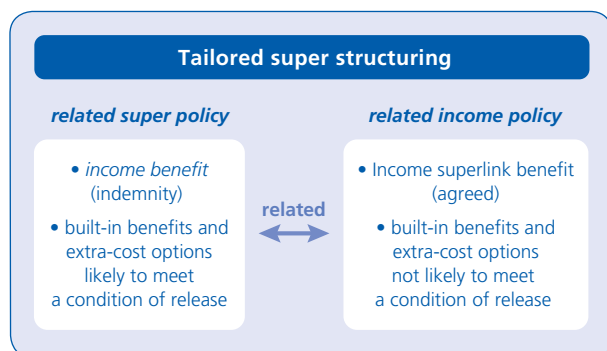 Tailored super structuring
related super policy
• income benefit
(indemnity)
• built-in benefits and
extra-cost options
likely to meet
a condition of release
related
related income policy
• Income superlink benefit
(agreed)
• built-in benefits and
extra-cost options
not likely to meet
a condition of release